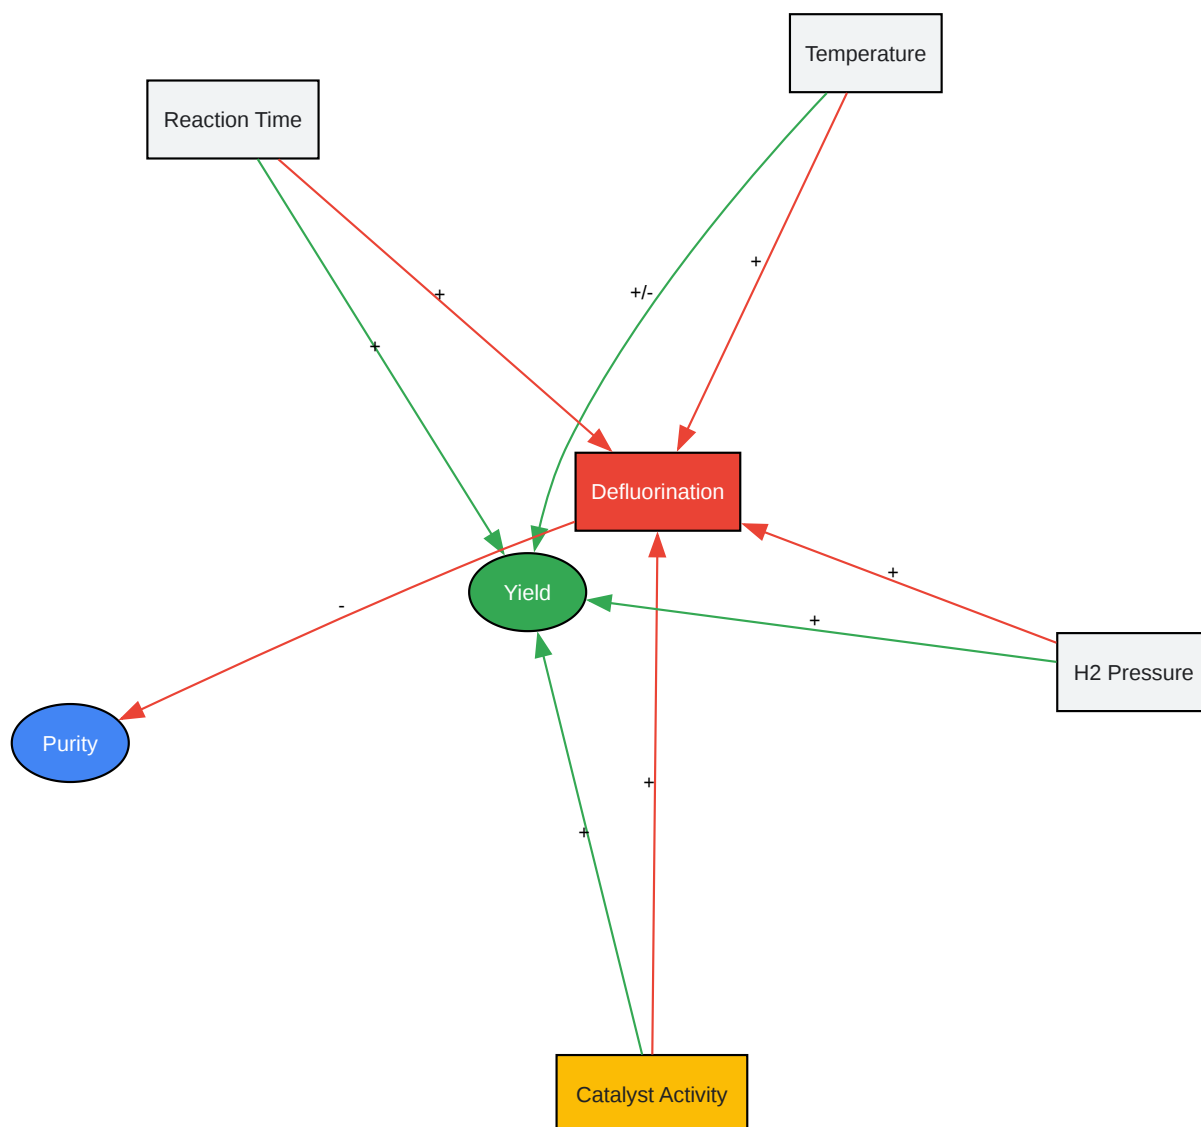 Temperature
Reaction Time
+
+/-
+
+
Defluorination
+
Yield
-
+
H2 Pressure
Purity
+
+
Catalyst Activity